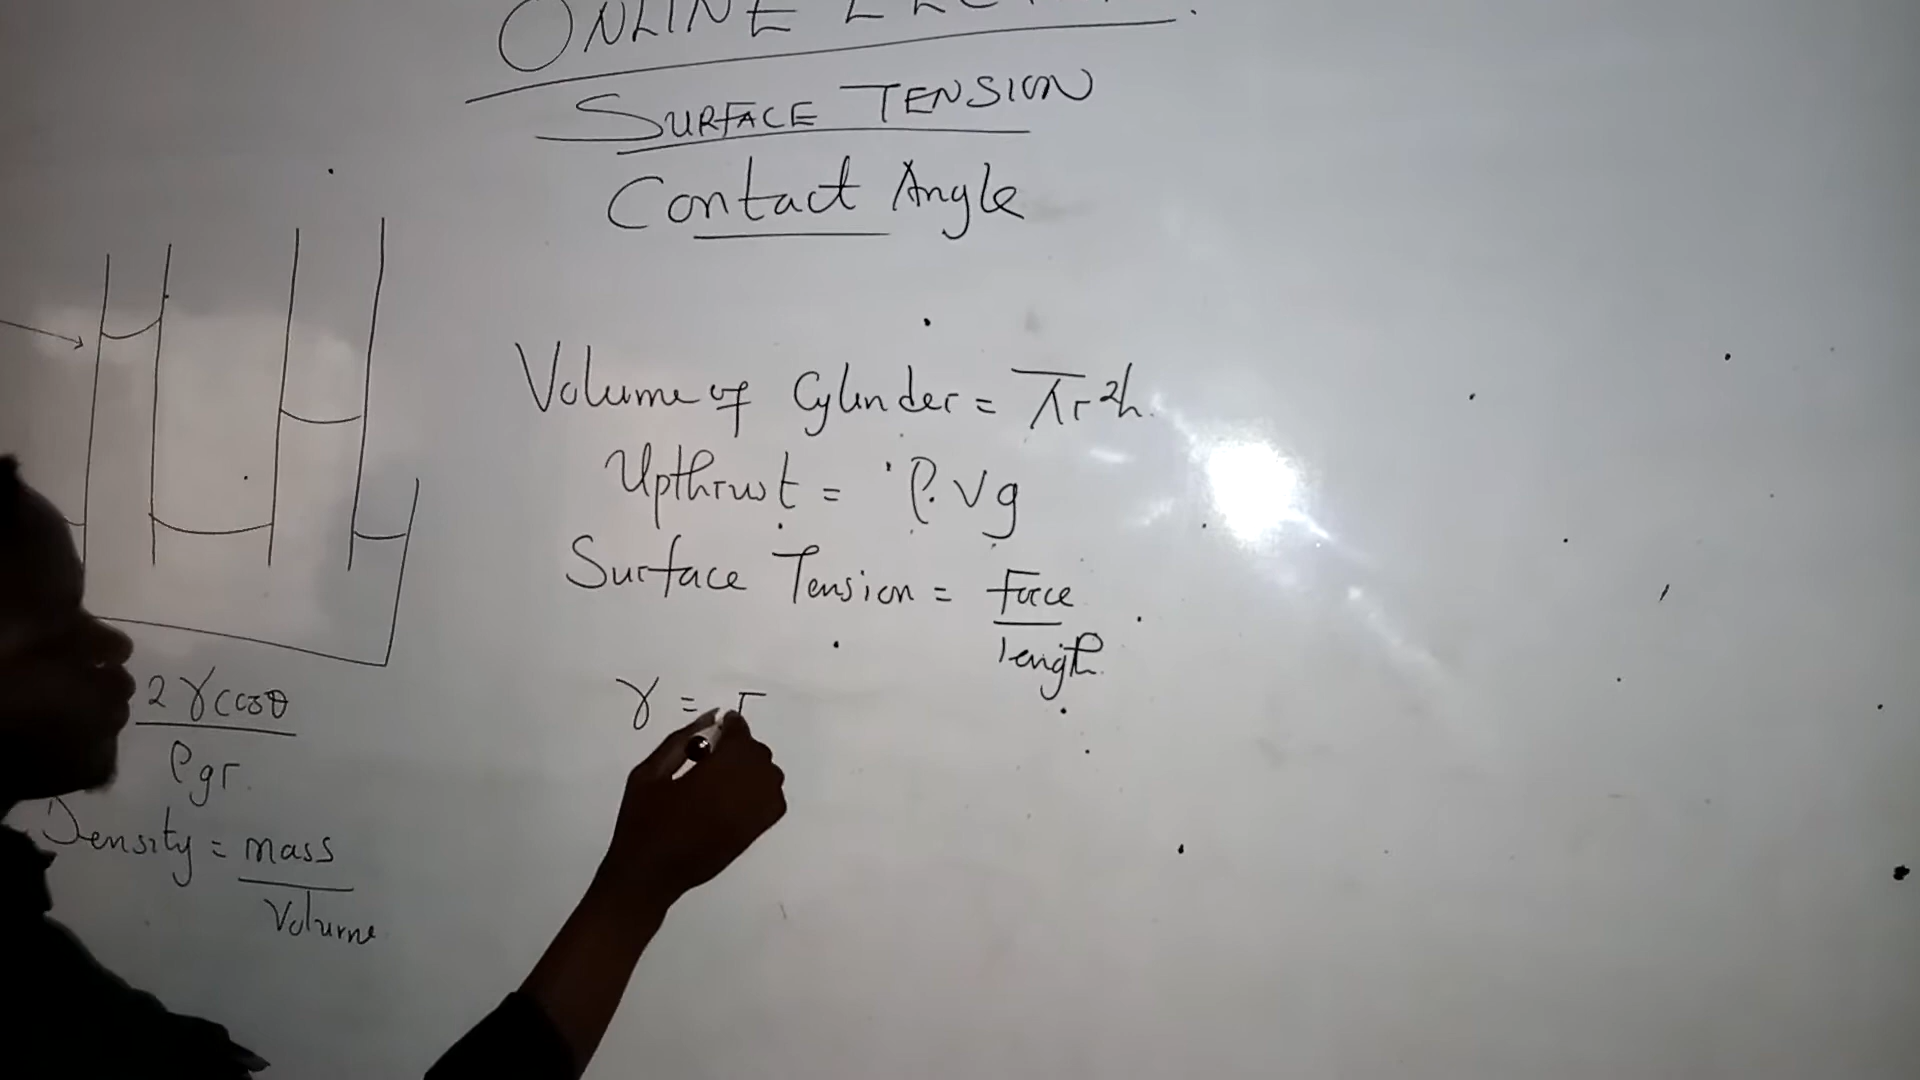 ONLINE
SURFACE TENSION
Contact Angle
Volume of Cylinder = πr²h.
Upthrust = ρ.vg
Surface Tension = Force
length.
γ = F
2γcosθ
ρgr.
Density = mass
Volume